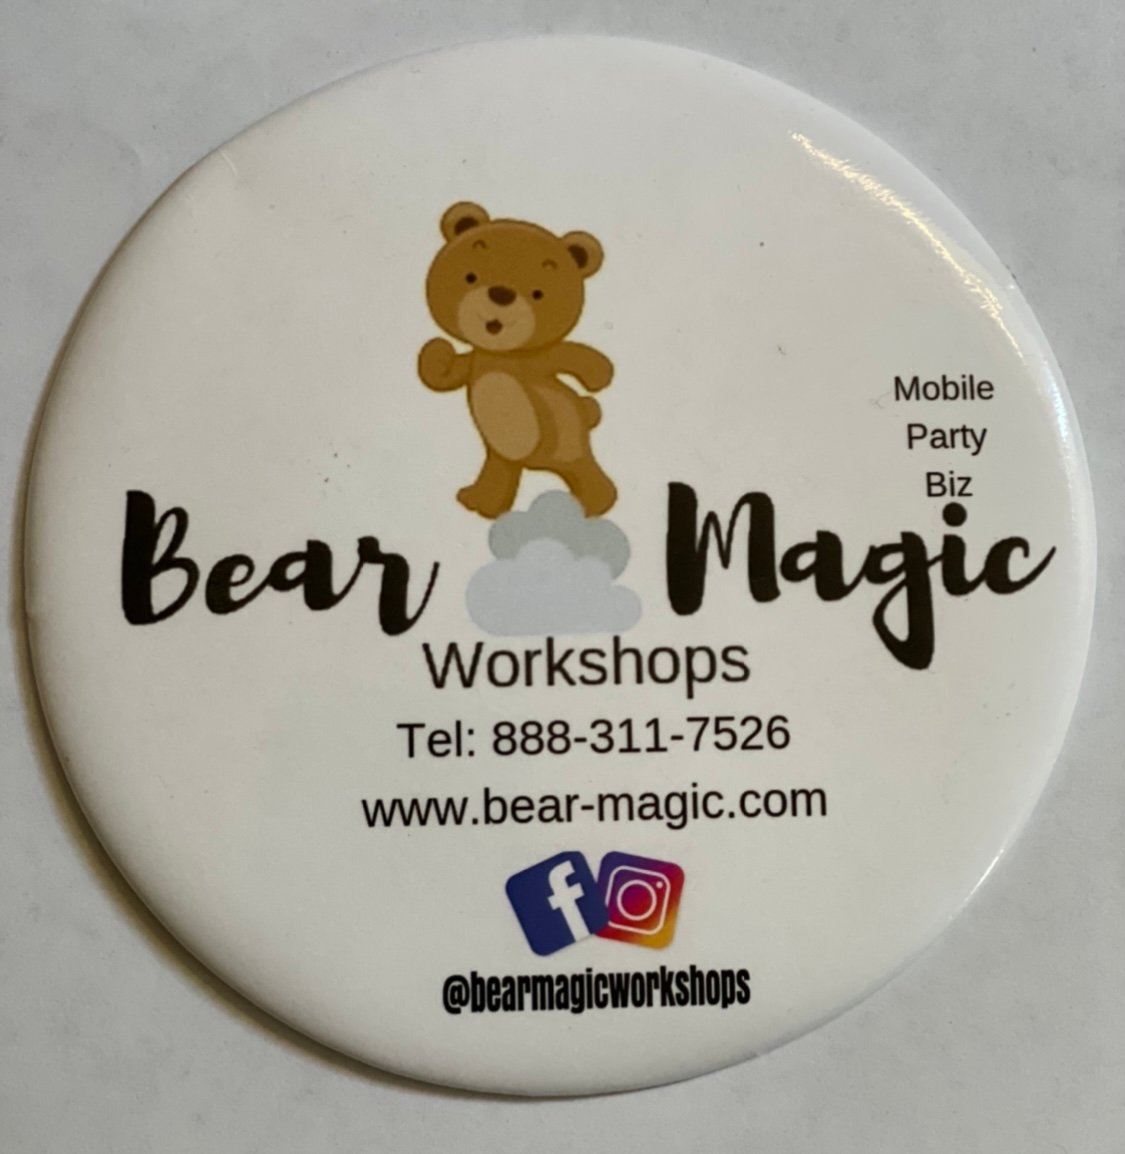 Mobile
Party
Biz
Bear Magic
Workshops
Tel: 888-311-7526
www.bear-magic.com
@bearmagicworkshops